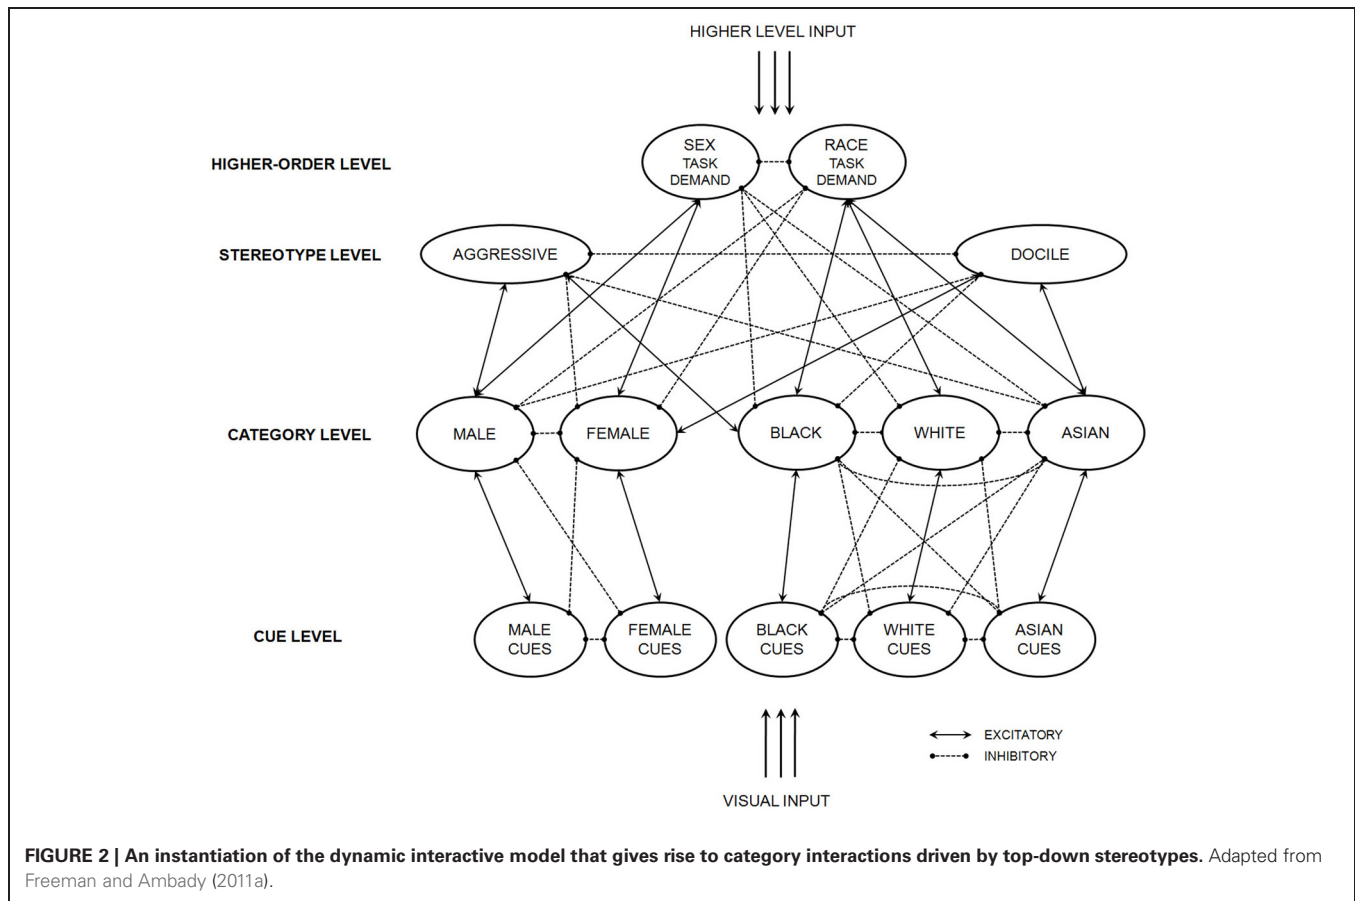 HIGHER LEVEL INPUT
HIGHER-ORDER LEVEL
SEX
TASK
DEMAND
RACE
TASK
DEMAND
STEREOTYPE LEVEL
AGGRESSIVE
DOCILE
CATEGORY LEVEL
MALE
FEMALE
BLACK
WHITE
ASIAN
CUE LEVEL
MALE
CUES
FEMALE
CUES
BLACK
CUES
WHITE
CUES
ASIAN
CUES
EXCITATORY
INHIBITORY
VISUAL INPUT
FIGURE 2 | An instantiation of the dynamic interactive model that gives rise to category interactions driven by top-down stereotypes. Adapted from
Freeman and Ambady (2011a).